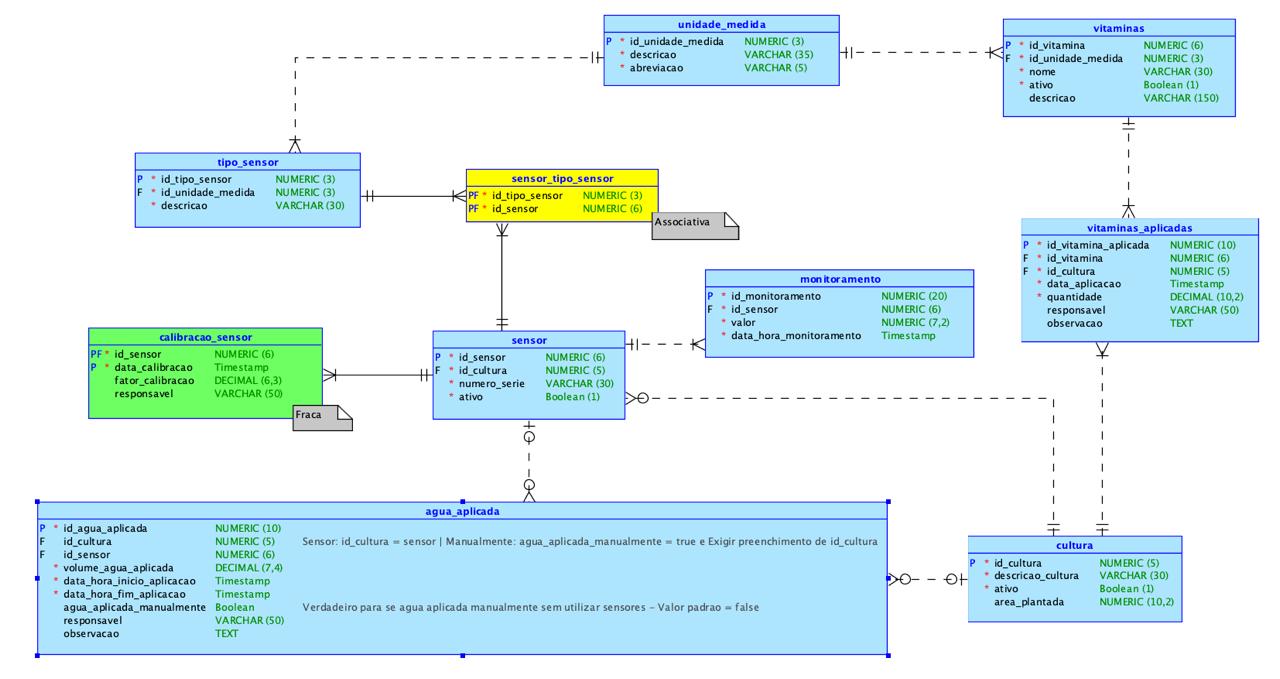 unidade_medida
P * id_unidade_medida NUMERIC (3)
* descricao VARCHAR (35)
* abreviacao VARCHAR (5)
vitaminas
P * id_vitamina NUMERIC (6)
F * id_unidade_medida NUMERIC (3)
* nome VARCHAR (30)
* ativo Boolean (1)
descricao VARCHAR (150)
tipo_sensor
P * id_tipo_sensor NUMERIC (3)
F * id_unidade_medida NUMERIC (3)
* descricao VARCHAR (30)
sensor_tipo_sensor
PF * id_tipo_sensor NUMERIC (3)
PF * id_sensor NUMERIC (6)
Associativa
vitaminas_aplicadas
P * id_vitamina_aplicada NUMERIC (10)
F * id_vitamina NUMERIC (6)
F * id_cultura NUMERIC (5)
* data_aplicacao Timestamp
* quantidade DECIMAL (10,2)
responsavel VARCHAR (50)
observacao TEXT
monitoramento
P * id_monitoramento NUMERIC (20)
F * id_sensor NUMERIC (6)
* valor NUMERIC (7,2)
* data_hora_monitoramento Timestamp
calibracao_sensor
PF * id_sensor NUMERIC (6)
P * data_calibracao Timestamp
fator_calibracao DECIMAL (6,3)
responsavel VARCHAR (50)
Fraca
sensor
P * id_sensor NUMERIC (6)
F * id_cultura NUMERIC (5)
* numero_serie VARCHAR (30)
* ativo Boolean (1)
agua_aplicada
P * id_agua_aplicada NUMERIC (10)
F id_cultura NUMERIC (5) Sensor: id_cultura = sensor | Manualmente: agua_aplicada_manualmente = true e Exigir preenchimento de id_cultura
F id_sensor NUMERIC (6)
* volume_agua_aplicada DECIMAL (7,4)
* data_hora_inicio_aplicacao Timestamp
* data_hora_fim_aplicacao Timestamp
agua_aplicada_manualmente Boolean Verdadeiro para se agua aplicada manualmente sem utilizar sensores - Valor padrao = false
responsavel VARCHAR (50)
observacao TEXT
cultura
P * id_cultura NUMERIC (5)
* descricao_cultura VARCHAR (30)
* ativo Boolean (1)
area_plantada NUMERIC (10,2)